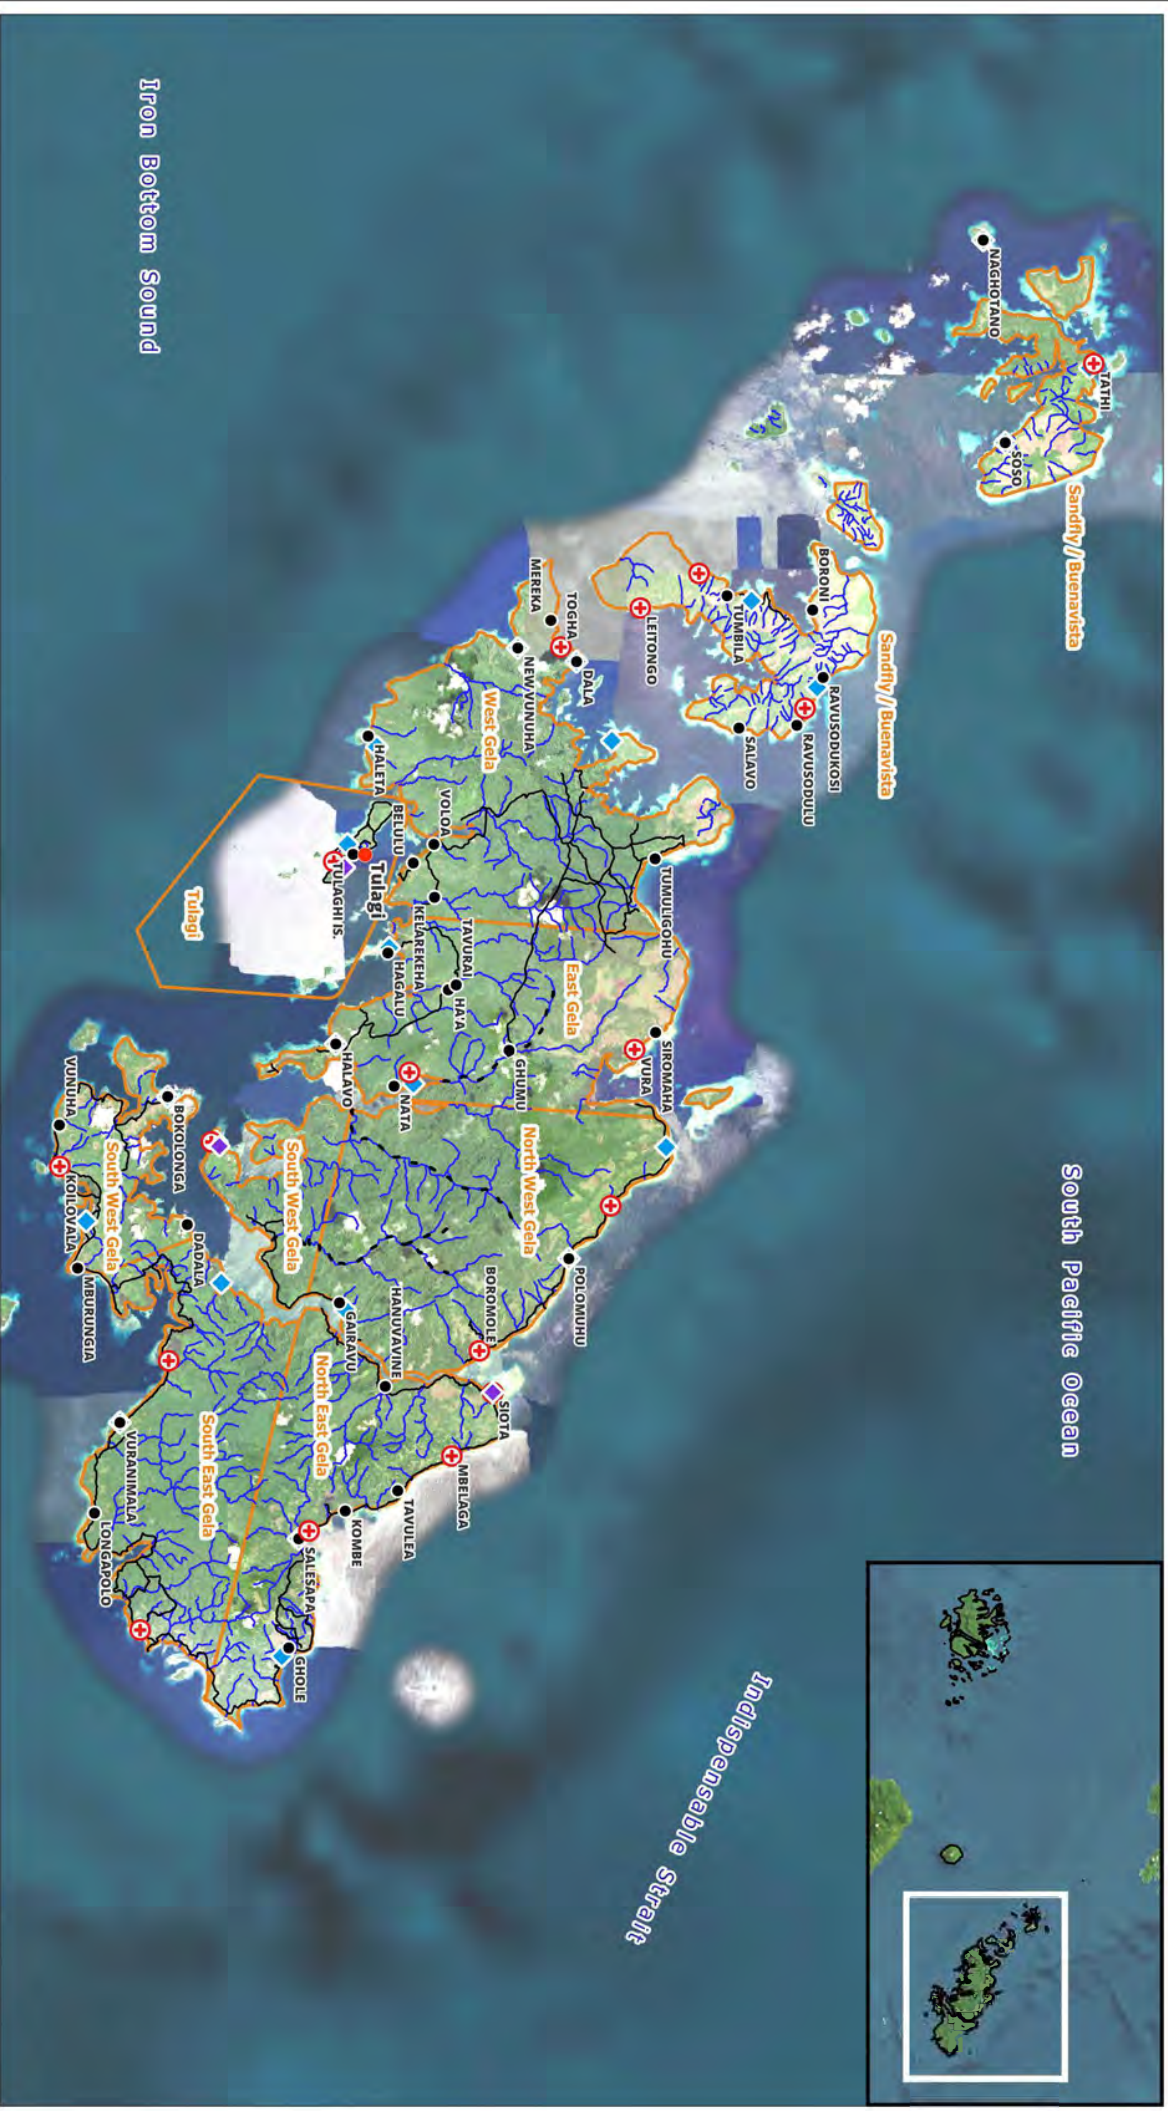 South Pacific Ocean
Indispensable Strait
Iron Bottom Sound
Sandfly / Buenavista
TATHI
NAGHOTANO
SOSO
Sandfly / Buenavista
BORONI
RAVUSODUKOSI
RAVUSODULU
TUMBILA
SALAVO
LEITONGO
TOGHA
DALA
MEREKA
NEW VUNUHA
West Gela
HALETA
TUMULIGOHU
VOLOA
BELULU
Tulagi
TULAGHI IS.
Tulagi
KELAREKEHA
HAGALU
TAVURAI
HA'A
East Gela
SIROMAHA
VURA
GHUMU
HALAVO
NATA
North West Gela
POLOMUHU
BOROMOLE
South West Gela
GAIRAVU
HANUVAVINE
BOKOLONGA
VUNUHA
South West Gela
KOILOVALA
DADALA
MBURUNGIA
SIOTA
MBELAGA
North East Gela
TAVULEA
KOMBE
South East Gela
SALESAPA
VURANIMALA
LONGAPOLO
GHOLE